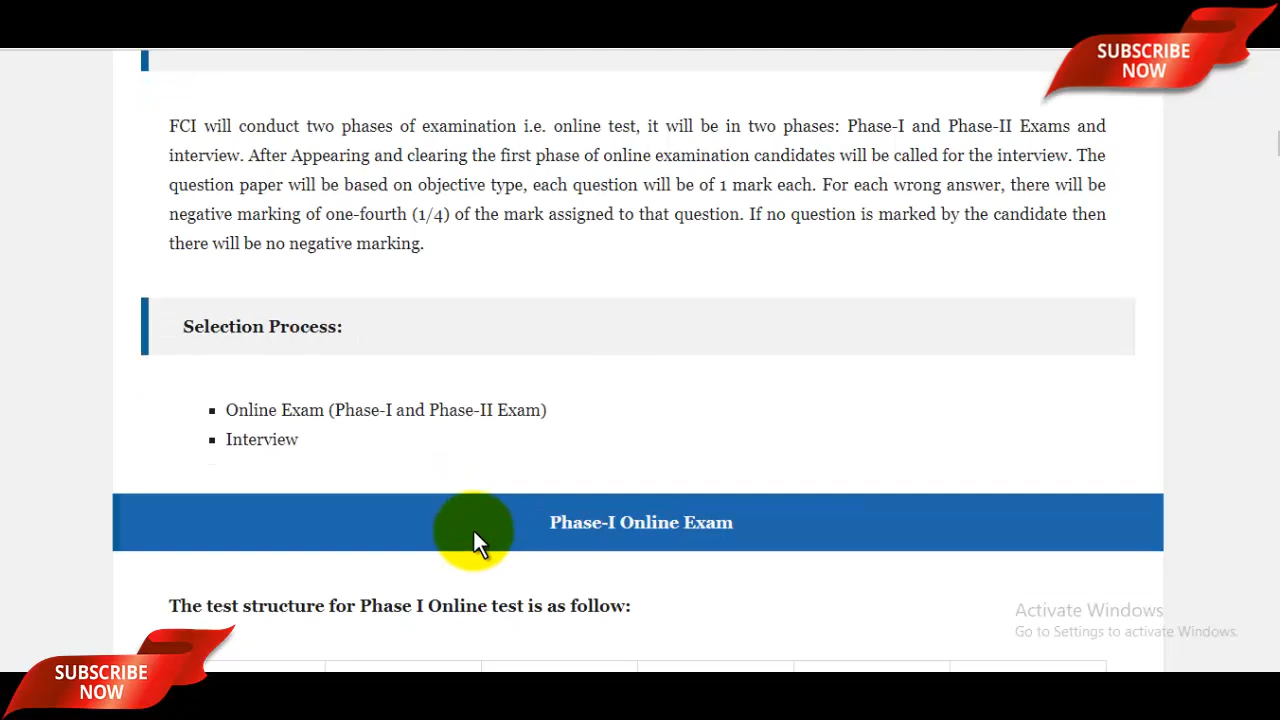 SUBSCRIBE
NOW
FCI will conduct two phases of examination i.e. online test, it will be in two phases: Phase-I and Phase-II Exams and
interview. After Appearing and clearing the first phase of online examination candidates will be called for the interview. The
question paper will be based on objective type, each question will be of 1 mark each. For each wrong answer, there will be
negative marking of one-fourth (1/4) of the mark assigned to that question. If no question is marked by the candidate then
there will be no negative marking.
Selection Process:
Online Exam (Phase-I and Phase-II Exam)
Interview
Phase-I Online Exam
The test structure for Phase I Online test is as follow:
Activate Windows
Go to Settings to activate Windows.
SUBSCRIBE
NOW